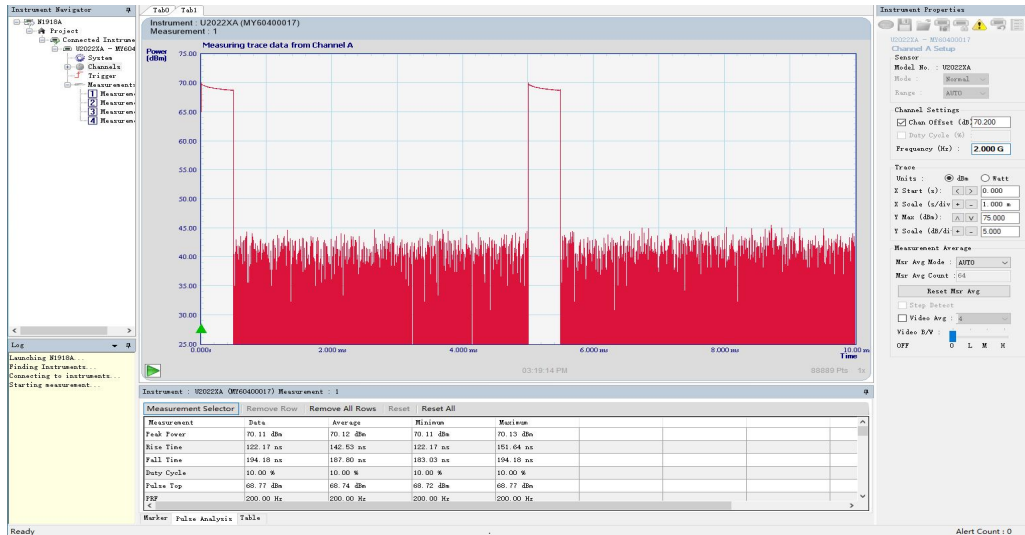 Instrument Navigator
N1918A
Project
Connected Instrume
U2022XA - MY604
System
Channels
Trigger
Measurements
1 Measurem
2 Measurem
3 Measurem
4 Measurem
Log
Launching N1918A...
Finding Instruments...
Connecting to instruments...
Starting measurement...
Tab0 Tab1
Instrument : U2022XA (MY60400017)
Measurement : 1
Power
[dBm]
Measuring trace data from Channel A
75.00
70.00
65.00
60.00
55.00
50.00
45.00
40.00
35.00
30.00
25.00
0.000s 2.000 ms 4.000 ms 6.000 ms 8.000 ms 10.00 ms
Time
03:19:14 PM 88889 Pts 1x
Instrument : U2022XA (MY60400017) Measurement : 1
Measurement Selector Remove Row Remove All Rows Reset Reset All
Measurement Data Average Minimum Maximum
Peak Power 70.11 dBm 70.12 dBm 70.11 dBm 70.13 dBm
Rise Time 122.17 ns 142.53 ns 122.17 ns 151.64 ns
Fall Time 194.18 ns 187.80 ns 183.03 ns 194.18 ns
Duty Cycle 10.00 % 10.00 % 10.00 % 10.00 %
Pulse Top 68.77 dBm 68.74 dBm 68.72 dBm 68.77 dBm
PRF 200.00 Hz 200.00 Hz 200.00 Hz 200.00 Hz
Marker Pulse Analysis Table
Instrument Properties
U2022XA - MY60400017
Channel A Setup
Sensor
Model No. : U2022XA
Mode : Normal
Range : AUTO
Channel Settings
Chan Offset (dB) 70.200
Duty Cycle (%) :
Frequency (Hz) : 2.000 G
Trace
Units : dBm Watt
X Start (s): < > 0.000
X Scale (s/div + - 1.000 m
Y Max (dBm): ∧ ∨ 75.000
Y Scale (dB/di + - 5.000
Measurement Average
Msr Avg Mode : AUTO
Msr Avg Count : 64
Reset Msr Avg
Step Detect
Video Avg : 4
Video B/W :
OFF O L M H
Ready
Alert Count : 0